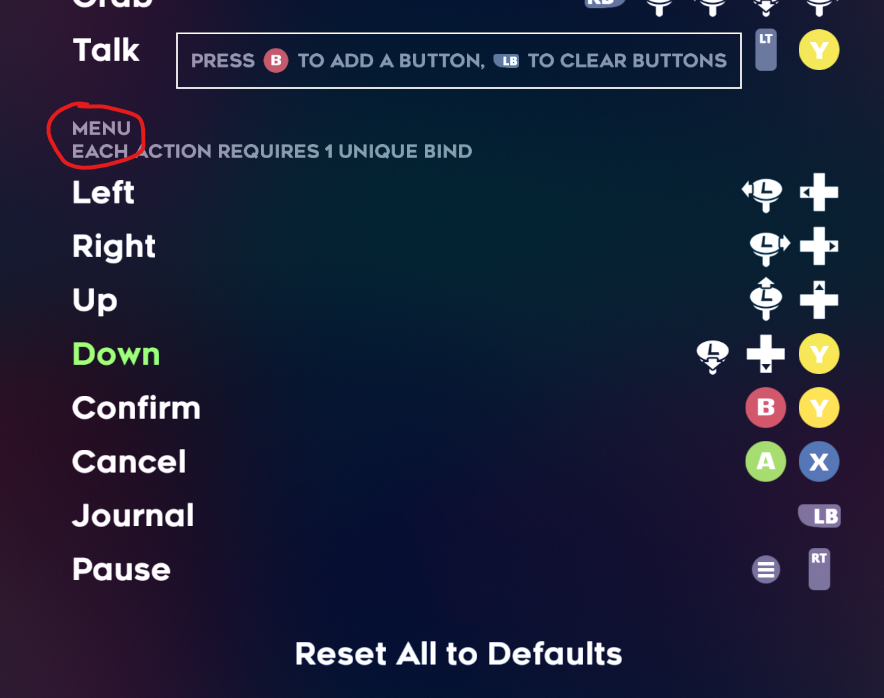 Grab RB
Talk LT Y
PRESS B TO ADD A BUTTON, LB TO CLEAR BUTTONS
MENU
EACH ACTION REQUIRES 1 UNIQUE BIND
Left L
Right L
Up L
Down L Y
Confirm B Y
Cancel A X
Journal LB
Pause RT
Reset All to Defaults